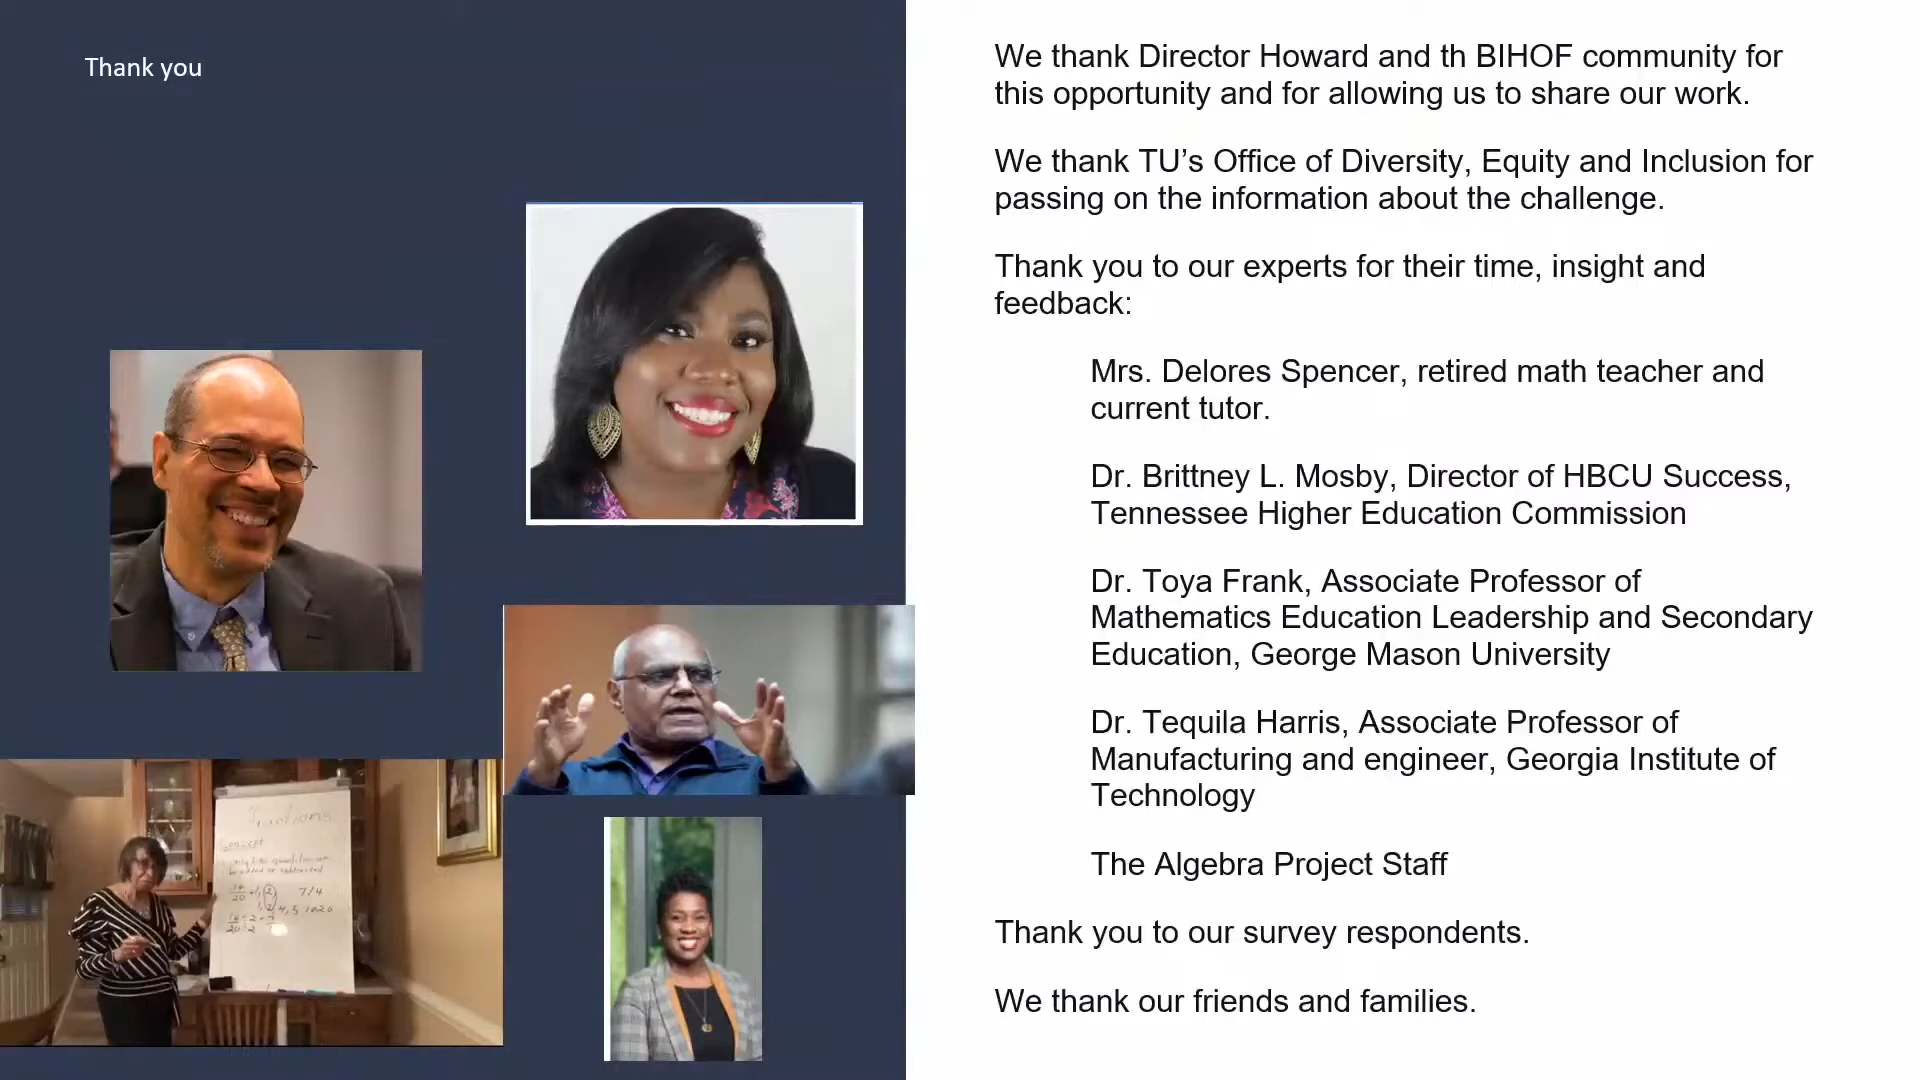 Thank you
We thank Director Howard and th BIHOF community for
this opportunity and for allowing us to share our work.
We thank TU’s Office of Diversity, Equity and Inclusion for
passing on the information about the challenge.
Thank you to our experts for their time, insight and
feedback:
Mrs. Delores Spencer, retired math teacher and
current tutor.
Dr. Brittney L. Mosby, Director of HBCU Success,
Tennessee Higher Education Commission
Dr. Toya Frank, Associate Professor of
Mathematics Education Leadership and Secondary
Education, George Mason University
Dr. Tequila Harris, Associate Professor of
Manufacturing and engineer, Georgia Institute of
Technology
The Algebra Project Staff
Thank you to our survey respondents.
We thank our friends and families.